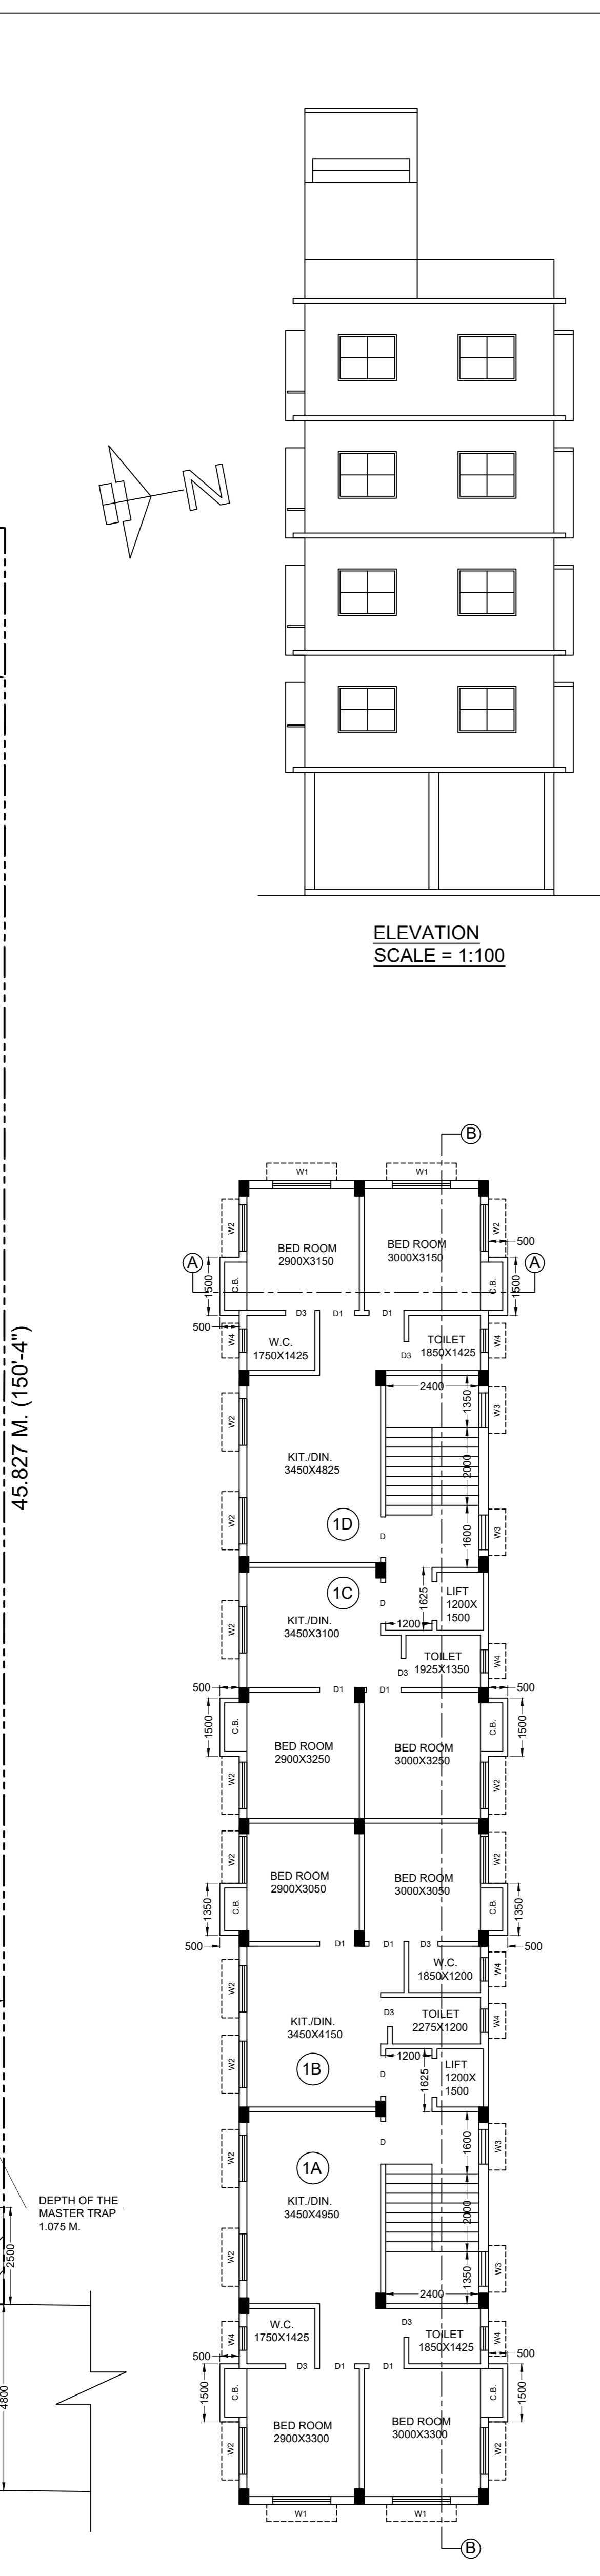 N
ELEVATION
SCALE = 1:100
B
W1
W1
W2
BED ROOM
2900X3150
BED ROOM
3000X3150
W2
500
A
1500
C.B.
C.B.
1500
A
500
D3
D1
D1
W4
W.C.
1750X1425
TOILET
1850X1425
D3
W4
2400
1350
W3
W2
2000
KIT./DIN.
3450X4825
1D
W2
D
1600
W3
1C
KIT./DIN.
3450X3100
W2
D
1625
1200
LIFT
1200X
1500
TOILET
1925X1350
D3
W4
500
D1
D1
500
1500
C.B.
C.B.
1500
BED ROOM
2900X3250
BED ROOM
3000X3250
W2
W2
W2
W2
BED ROOM
2900X3050
BED ROOM
3000X3050
1350
C.B.
C.B.
1350
500
D1
D1
D3
500
W.C.
1850X1200
W4
W2
D3
TOILET
2275X1200
W4
KIT./DIN.
3450X4150
W2
1B
1200
D
1625
LIFT
1200X
1500
D
1600
W3
W2
1A
KIT./DIN.
3450X4950
2000
W2
1350
W3
2400
D3
W4
W.C.
1750X1425
TOILET
1850X1425
W4
500
500
D3
D1
D1
1500
C.B.
C.B.
1500
BED ROOM
2900X3300
BED ROOM
3000X3300
W2
W2
W1
W1
B
45.827 M. (150'-4")
DEPTH OF THE
MASTER TRAP
1.075 M.
2500
4800